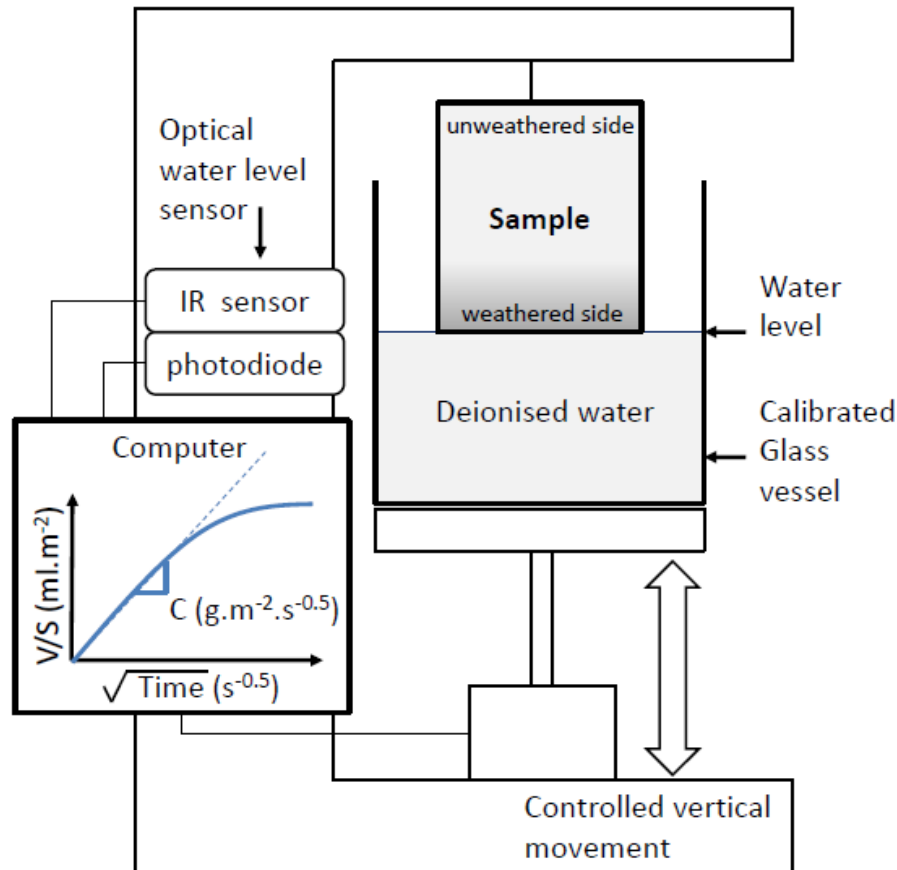 unweathered side
Optical
water level
sensor
Sample
IR sensor
weathered side
Water
level
photodiode
Deionised water
Calibrated
Glass
vessel
Computer
V/S (ml.m⁻²)
C (g.m⁻².s⁻⁰·⁵)
√Time (s⁻⁰·⁵)
Controlled vertical
movement